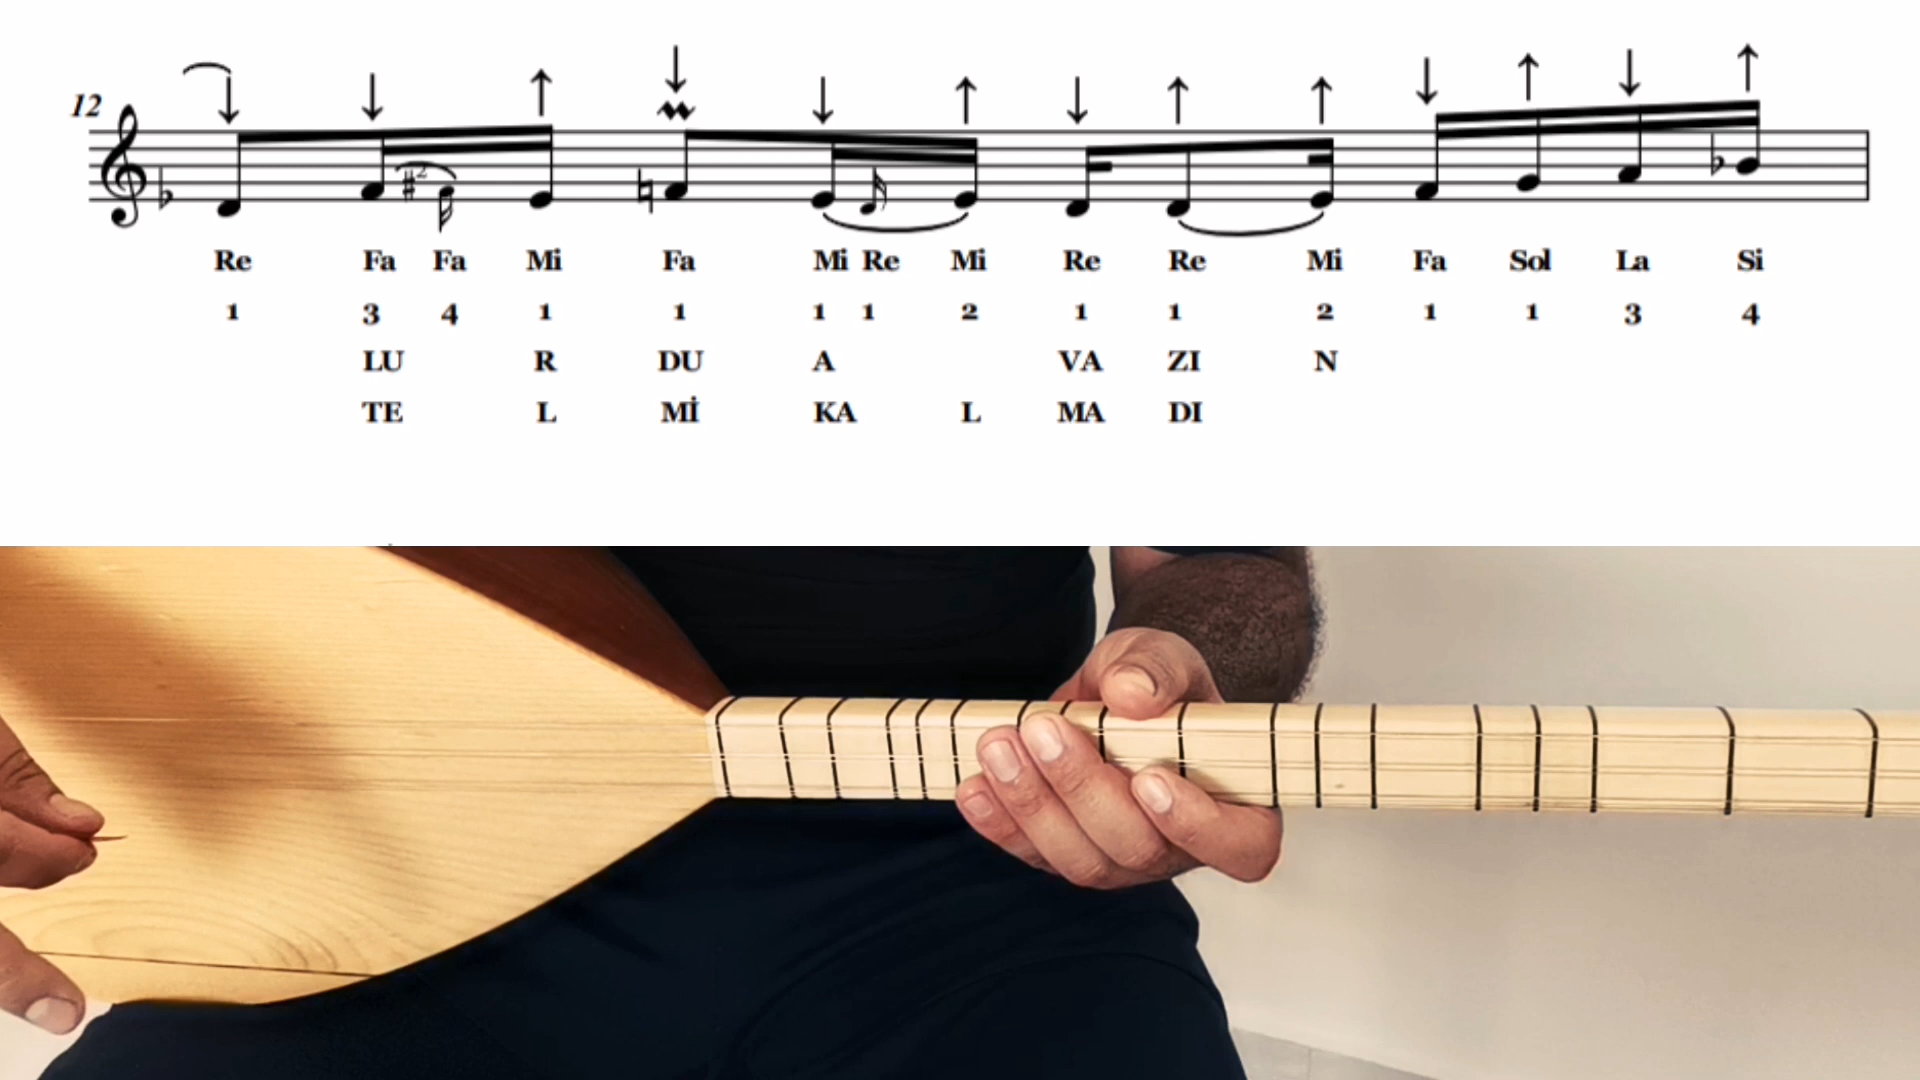 12
2
Re Fa Fa Mi Fa Mi Re Mi Re Re Mi Fa Sol La Si
1 3 4 1 1 1 1 2 1 1 2 1 1 3 4
LU R DU A VA ZI N
TE L Mİ KA L MA DI